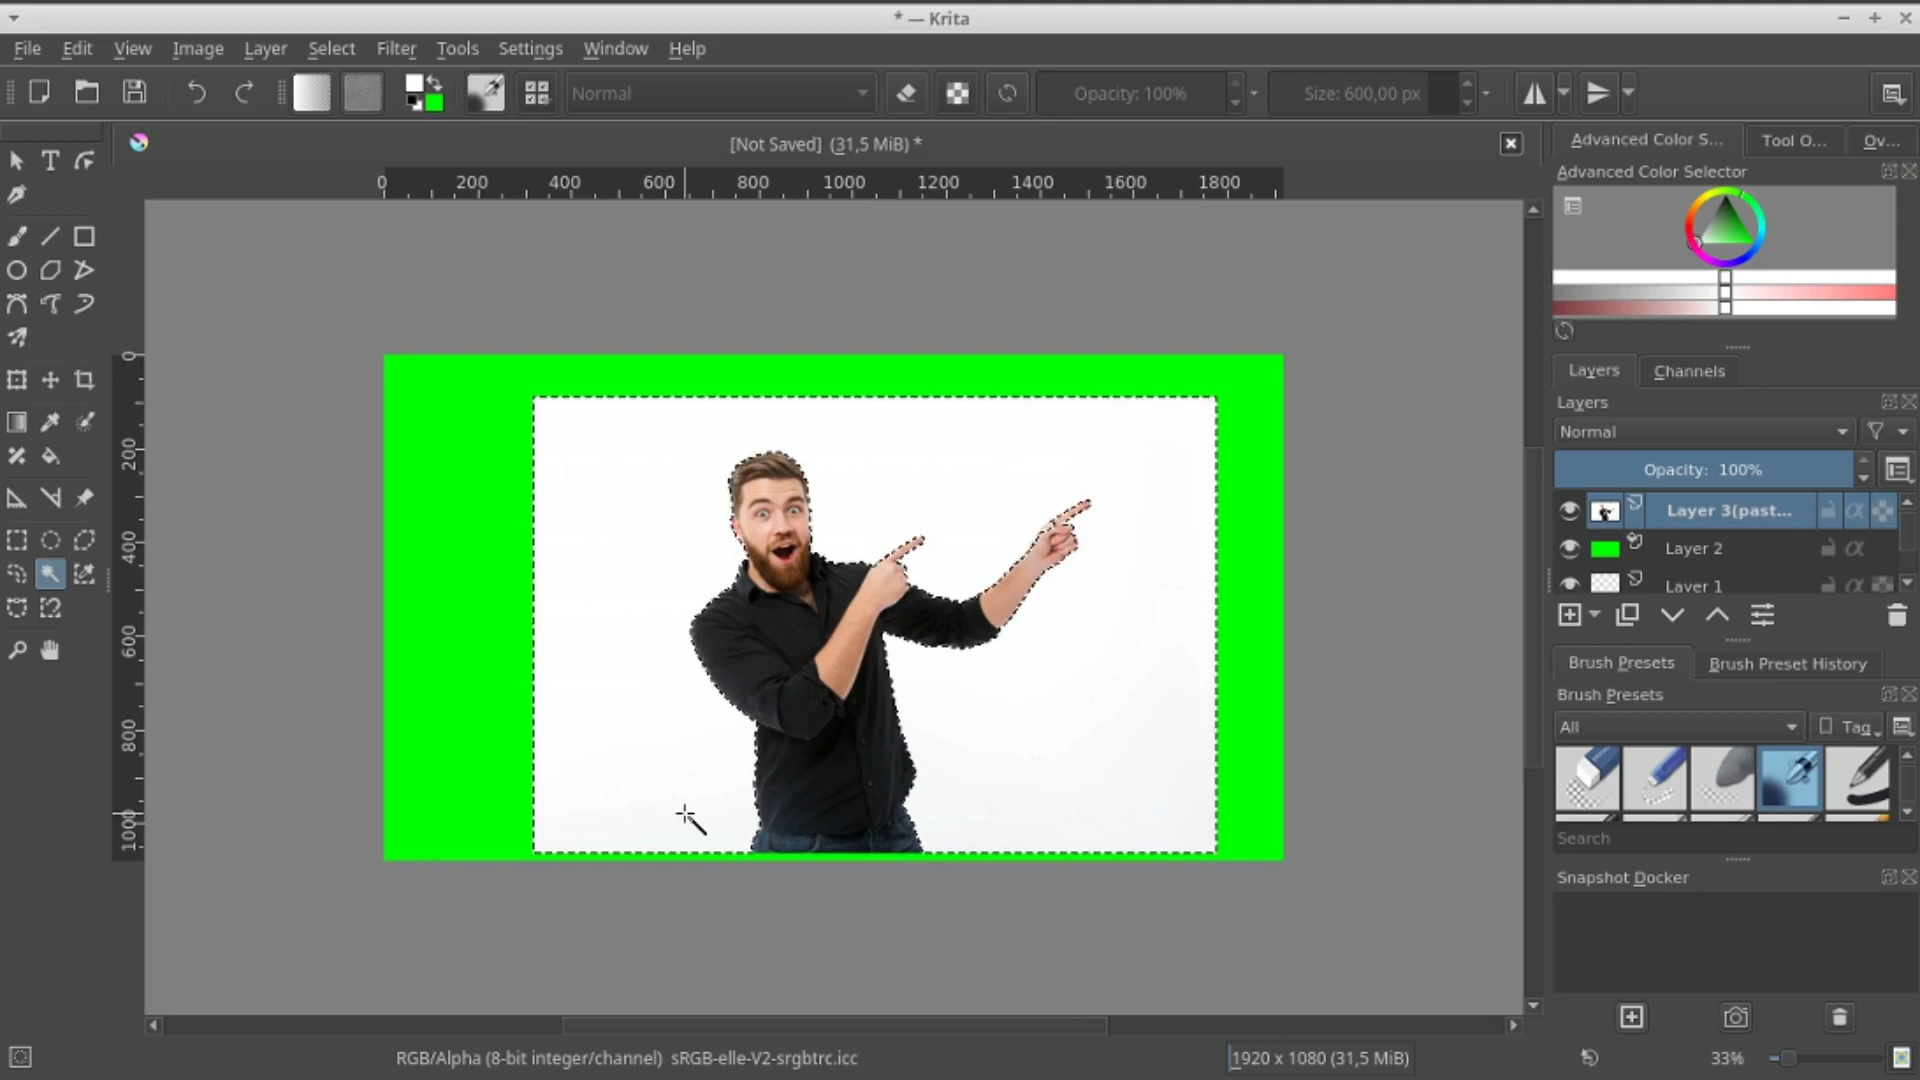 * — Krita
File Edit View Image Layer Select Filter Tools Settings Window Help
Normal Opacity: 100% Size: 600,00 px
[Not Saved] (31,5 MiB) *
Advanced Color S... Tool O... Ov...
Advanced Color Selector
0 200 400 600 800 1000 1200 1400 1600 1800
0 200 400 600 800 1000
Layers Channels
Layers
Normal
Opacity: 100%
Layer 3(past...
Layer 2
Layer 1
Brush Presets Brush Preset History
Brush Presets
All Tag
Search
Snapshot Docker
RGB/Alpha (8-bit integer/channel) sRGB-elle-V2-srgbtrc.icc 1920 x 1080 (31,5 MiB) 33%